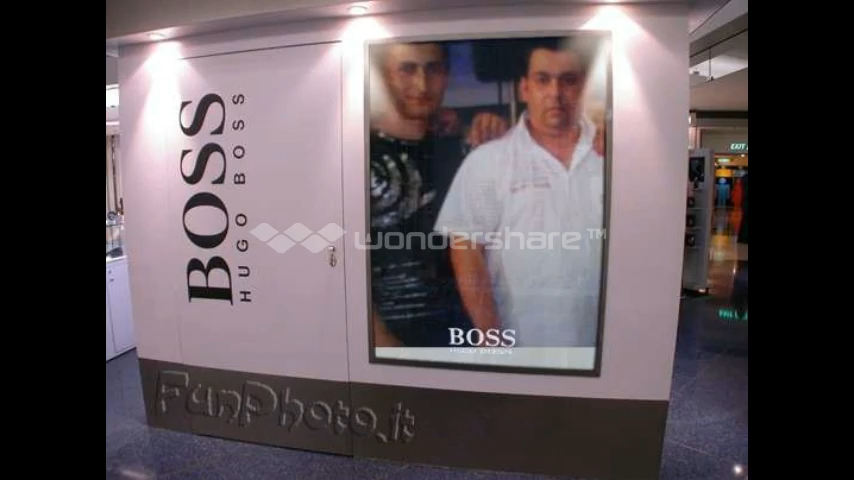 BOSS
HUGO BOSS
wondershare™
BOSS
HUGO BOSS
FunPhoto.it
EXIT